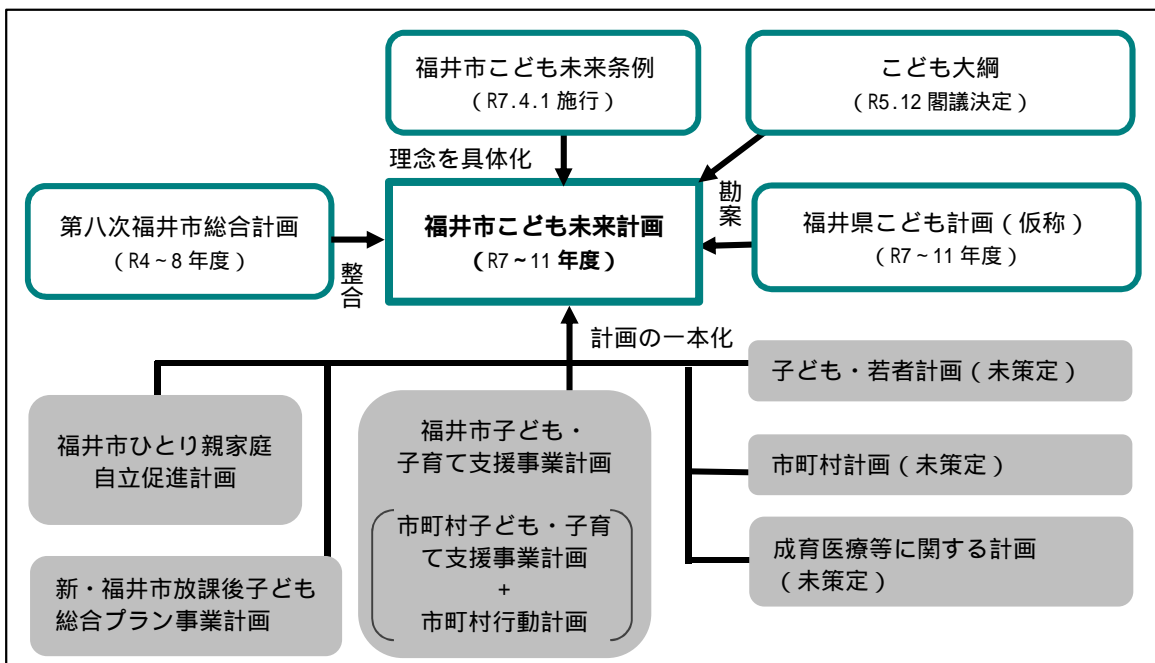 福井市こども未来条例
（R7.4.1 施行）
こども大綱
（R5.12 閣議決定）
理念を具体化
勘案
第八次福井市総合計画
（R4～8 年度）
整合
福井市こども未来計画
（R7～11 年度）
福井県こども計画（仮称）
（R7～11 年度）
計画の一本化
子ども・若者計画（未策定）
福井市ひとり親家庭
自立促進計画
福井市子ども・
子育て支援事業計画
市町村計画（未策定）
市町村子ども・子育
て支援事業計画
+
市町村行動計画
成育医療等に関する計画
（未策定）
新・福井市放課後子ども
総合プラン事業計画